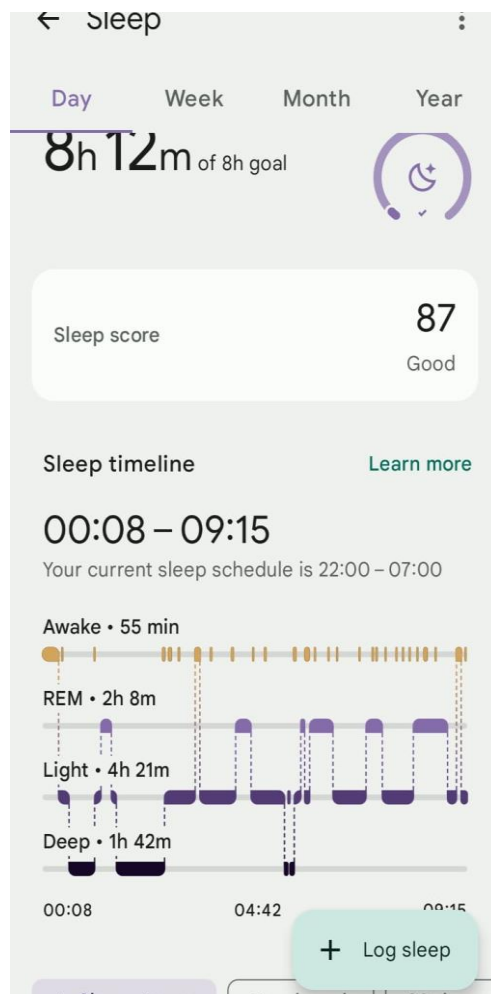 Sleep
Day Week Month Year
8h 12m of 8h goal
Sleep score
87
Good
Sleep timeline
Learn more
00:08 – 09:15
Your current sleep schedule is 22:00 – 07:00
Awake • 55 min
REM • 2h 8m
Light • 4h 21m
Deep • 1h 42m
00:08 04:42 09:15
+ Log sleep